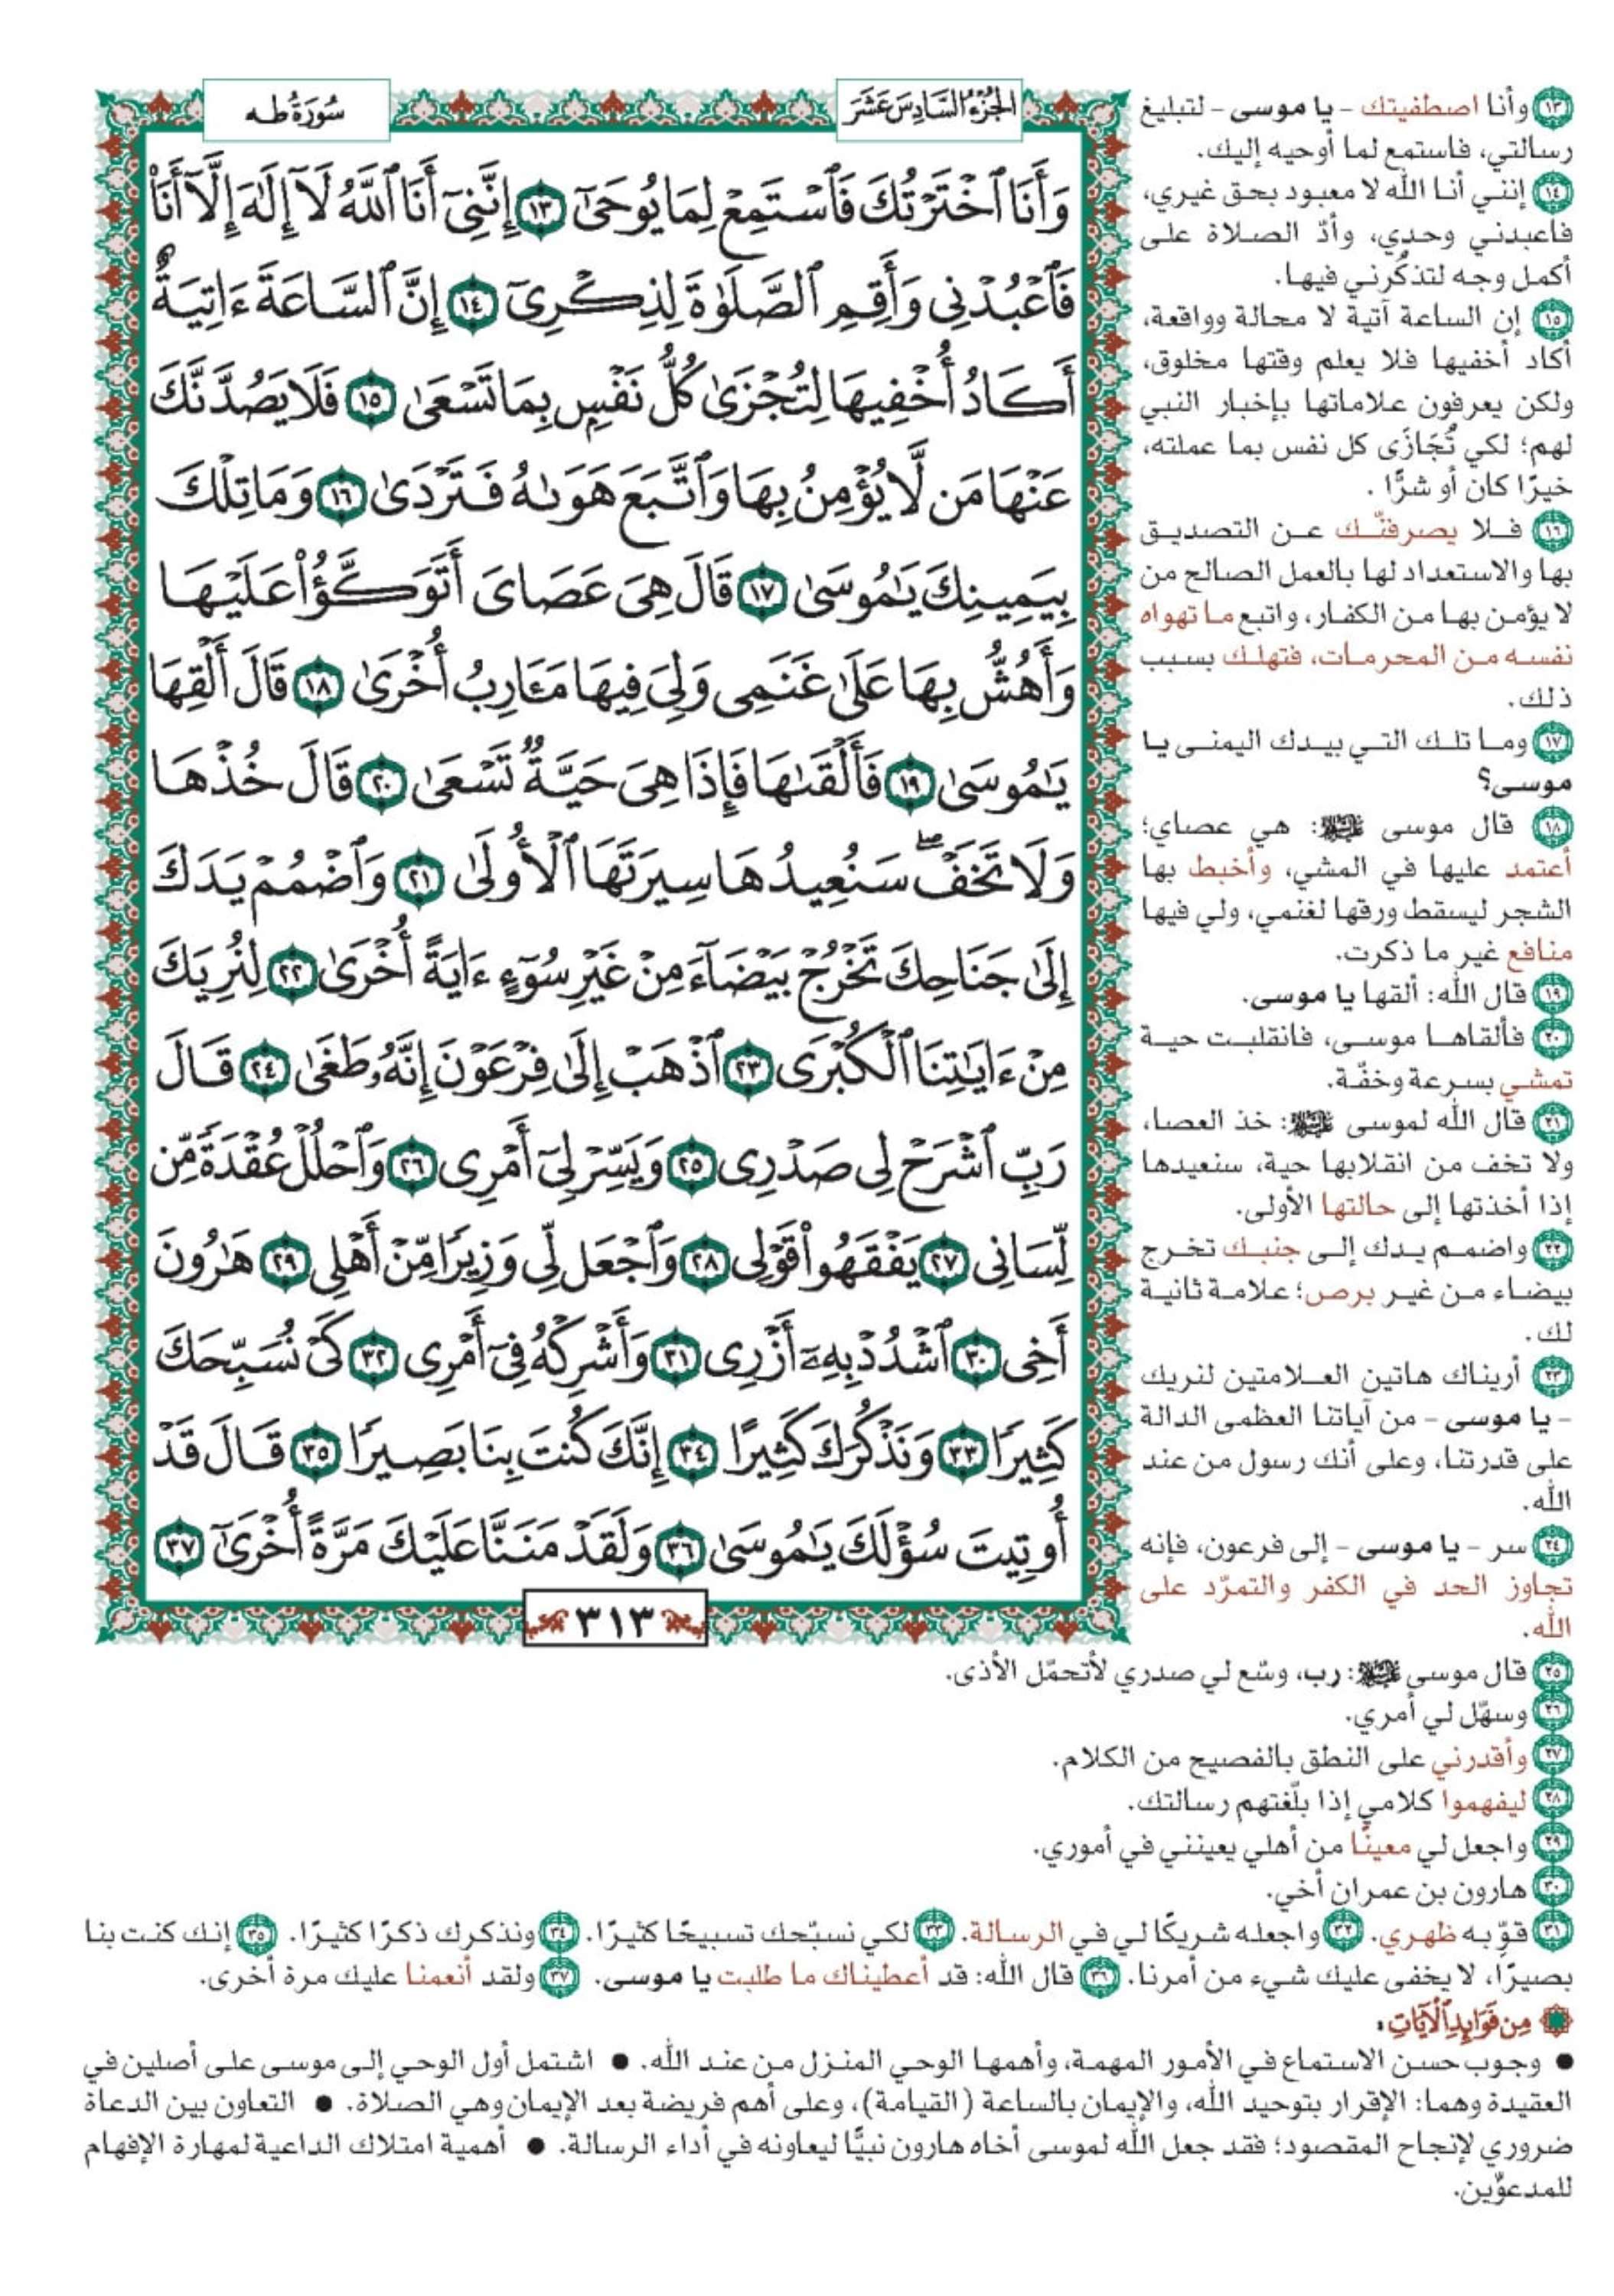 سُورَةُ طه
الجُزْءُ السَّادِسَ عَشَرَ
وَأَنَا ٱخْتَرْتُكَ فَٱسْتَمِعْ لِمَا يُوحَىٰٓ ١٣ إِنَّنِىٓ أَنَا ٱللَّهُ لَآ إِلَٰهَ إِلَّآ أَنَا۠
فَٱعْبُدْنِى وَأَقِمِ ٱلصَّلَوٰةَ لِذِكْرِىٓ ١٤ إِنَّ ٱلسَّاعَةَ ءَاتِيَةٌ
أَكَادُ أُخْفِيهَا لِتُجْزَىٰ كُلُّ نَفْسٍۭ بِمَا تَسْعَىٰ ١٥ فَلَا يَصُدَّنَّكَ
عَنْهَا مَن لَّا يُؤْمِنُ بِهَا وَٱتَّبَعَ هَوَىٰهُ فَتَرْدَىٰ ١٦ وَمَا تِلْكَ
بِيَمِينِكَ يَٰمُوسَىٰ ١٧ قَالَ هِىَ عَصَاىَ أَتَوَكَّؤُا۟ عَلَيْهَا
وَأَهُشُّ بِهَا عَلَىٰ غَنَمِى وَلِىَ فِيهَا مَـَٔارِبُ أُخْرَىٰ ١٨ قَالَ أَلْقِهَا
يَٰمُوسَىٰ ١٩ فَأَلْقَىٰهَا فَإِذَا هِىَ حَيَّةٌ تَسْعَىٰ ٢٠ قَالَ خُذْهَا
وَلَا تَخَفْ ۖ سَنُعِيدُهَا سِيرَتَهَا ٱلْأُولَىٰ ٢١ وَٱضْمُمْ يَدَكَ
إِلَىٰ جَنَاحِكَ تَخْرُجْ بَيْضَآءَ مِنْ غَيْرِ سُوٓءٍ ءَايَةً أُخْرَىٰ ٢٢ لِنُرِيَكَ
مِنْ ءَايَٰتِنَا ٱلْكُبْرَى ٢٣ ٱذْهَبْ إِلَىٰ فِرْعَوْنَ إِنَّهُۥ طَغَىٰ ٢٤ قَالَ
رَبِّ ٱشْرَحْ لِى صَدْرِى ٢٥ وَيَسِّرْ لِىٓ أَمْرِى ٢٦ وَٱحْلُلْ عُقْدَةً مِّن
لِّسَانِى ٢٧ يَفْقَهُوا۟ قَوْلِى ٢٨ وَٱجْعَل لِّى وَزِيرًا مِّنْ أَهْلِى ٢٩ هَٰرُونَ
أَخِى ٣٠ ٱشْدُدْ بِهِۦٓ أَزْرِى ٣١ وَأَشْرِكْهُ فِىٓ أَمْرِى ٣٢ كَىْ نُسَبِّحَكَ
كَثِيرًا ٣٣ وَنَذْكُرَكَ كَثِيرًا ٣٤ إِنَّكَ كُنتَ بِنَا بَصِيرًا ٣٥ قَالَ قَدْ
أُوتِيتَ سُؤْلَكَ يَٰمُوسَىٰ ٣٦ وَلَقَدْ مَنَنَّا عَلَيْكَ مَرَّةً أُخْرَىٰٓ ٣٧
٣١٣
١٣ وأنا اصطفيتك - يا موسى - لتبليغ
رسالتي، فاستمع لما أوحيه إليك.
١٤ إنني أنا الله لا معبود بحق غيري،
فاعبدني وحدي، وأدّ الصلاة على
أكمل وجه لتذكُرني فيها.
١٥ إن الساعة آتية لا محالة وواقعة،
أكاد أخفيها فلا يعلم وقتها مخلوق،
ولكن يعرفون علاماتها بإخبار النبي
لهم؛ لكي تُجَازَى كل نفس بما عملته،
خيرًا كان أو شرًّا .
١٦ فلا يصرفنّك عن التصديق
بها والاستعداد لها بالعمل الصالح من
لا يؤمن بها من الكفار، واتبع ما تهواه
نفسه من المحرمات، فتهلك بسبب
ذلك.
١٧ وما تلك التي بيدك اليمنى يا
موسى؟
١٨ قال موسى عليه السلام: هي عصاي؛
أعتمد عليها في المشي، وأخبط بها
الشجر ليسقط ورقها لغنمي، ولي فيها
منافع غير ما ذكرت.
١٩ قال الله: ألقها يا موسى.
٢٠ فألقاها موسى، فانقلبت حية
تمشي بسرعة وخفّة.
٢١ قال الله لموسى عليه السلام: خذ العصا،
ولا تخف من انقلابها حية، سنعيدها
إذا أخذتها إلى حالتها الأولى.
٢٢ واضمم يدك إلى جنبك تخرج
بيضاء من غير برص؛ علامة ثانية
لك.
٢٣ أريناك هاتين العلامتين لنريك
- يا موسى - من آياتنا العظمى الدالة
على قدرتنا، وعلى أنك رسول من عند
الله.
٢٤ سر - يا موسى - إلى فرعون، فإنه
تجاوز الحد في الكفر والتمرّد على
الله.
٢٥ قال موسى عليه السلام: رب، وسّع لي صدري لأتحمّل الأذى.
٢٦ وسهّل لي أمري.
٢٧ وأقدرني على النطق بالفصيح من الكلام.
٢٨ ليفهموا كلامي إذا بلّغتهم رسالتك.
٢٩ واجعل لي معينًا من أهلي يعينني في أموري.
٣٠ هارون بن عمران أخي.
٣١ قوّ به ظهري. ٣٢ واجعله شريكًا لي في الرسالة. ٣٣ لكي نسبّحك تسبيحًا كثيرًا. ٣٤ ونذكرك ذكرًا كثيرًا. ٣٥ إنك كنت بنا
بصيرًا، لا يخفى عليك شيء من أمرنا. ٣٦ قال الله: قد أعطيناك ما طلبت يا موسى. ٣٧ ولقد أنعمنا عليك مرة أخرى.
مِن فَوَائِدِ الْآيَاتِ:
● وجوب حسن الاستماع في الأمور المهمة، وأهمها الوحي المنزل من عند الله. ● اشتمل أول الوحي إلى موسى على أصلين في
العقيدة وهما: الإقرار بتوحيد الله، والإيمان بالساعة (القيامة)، وعلى أهم فريضة بعد الإيمان وهي الصلاة. ● التعاون بين الدعاة
ضروري لإنجاح المقصود؛ فقد جعل الله لموسى أخاه هارون نبيًّا ليعاونه في أداء الرسالة. ● أهمية امتلاك الداعية لمهارة الإفهام
للمدعوِّين.